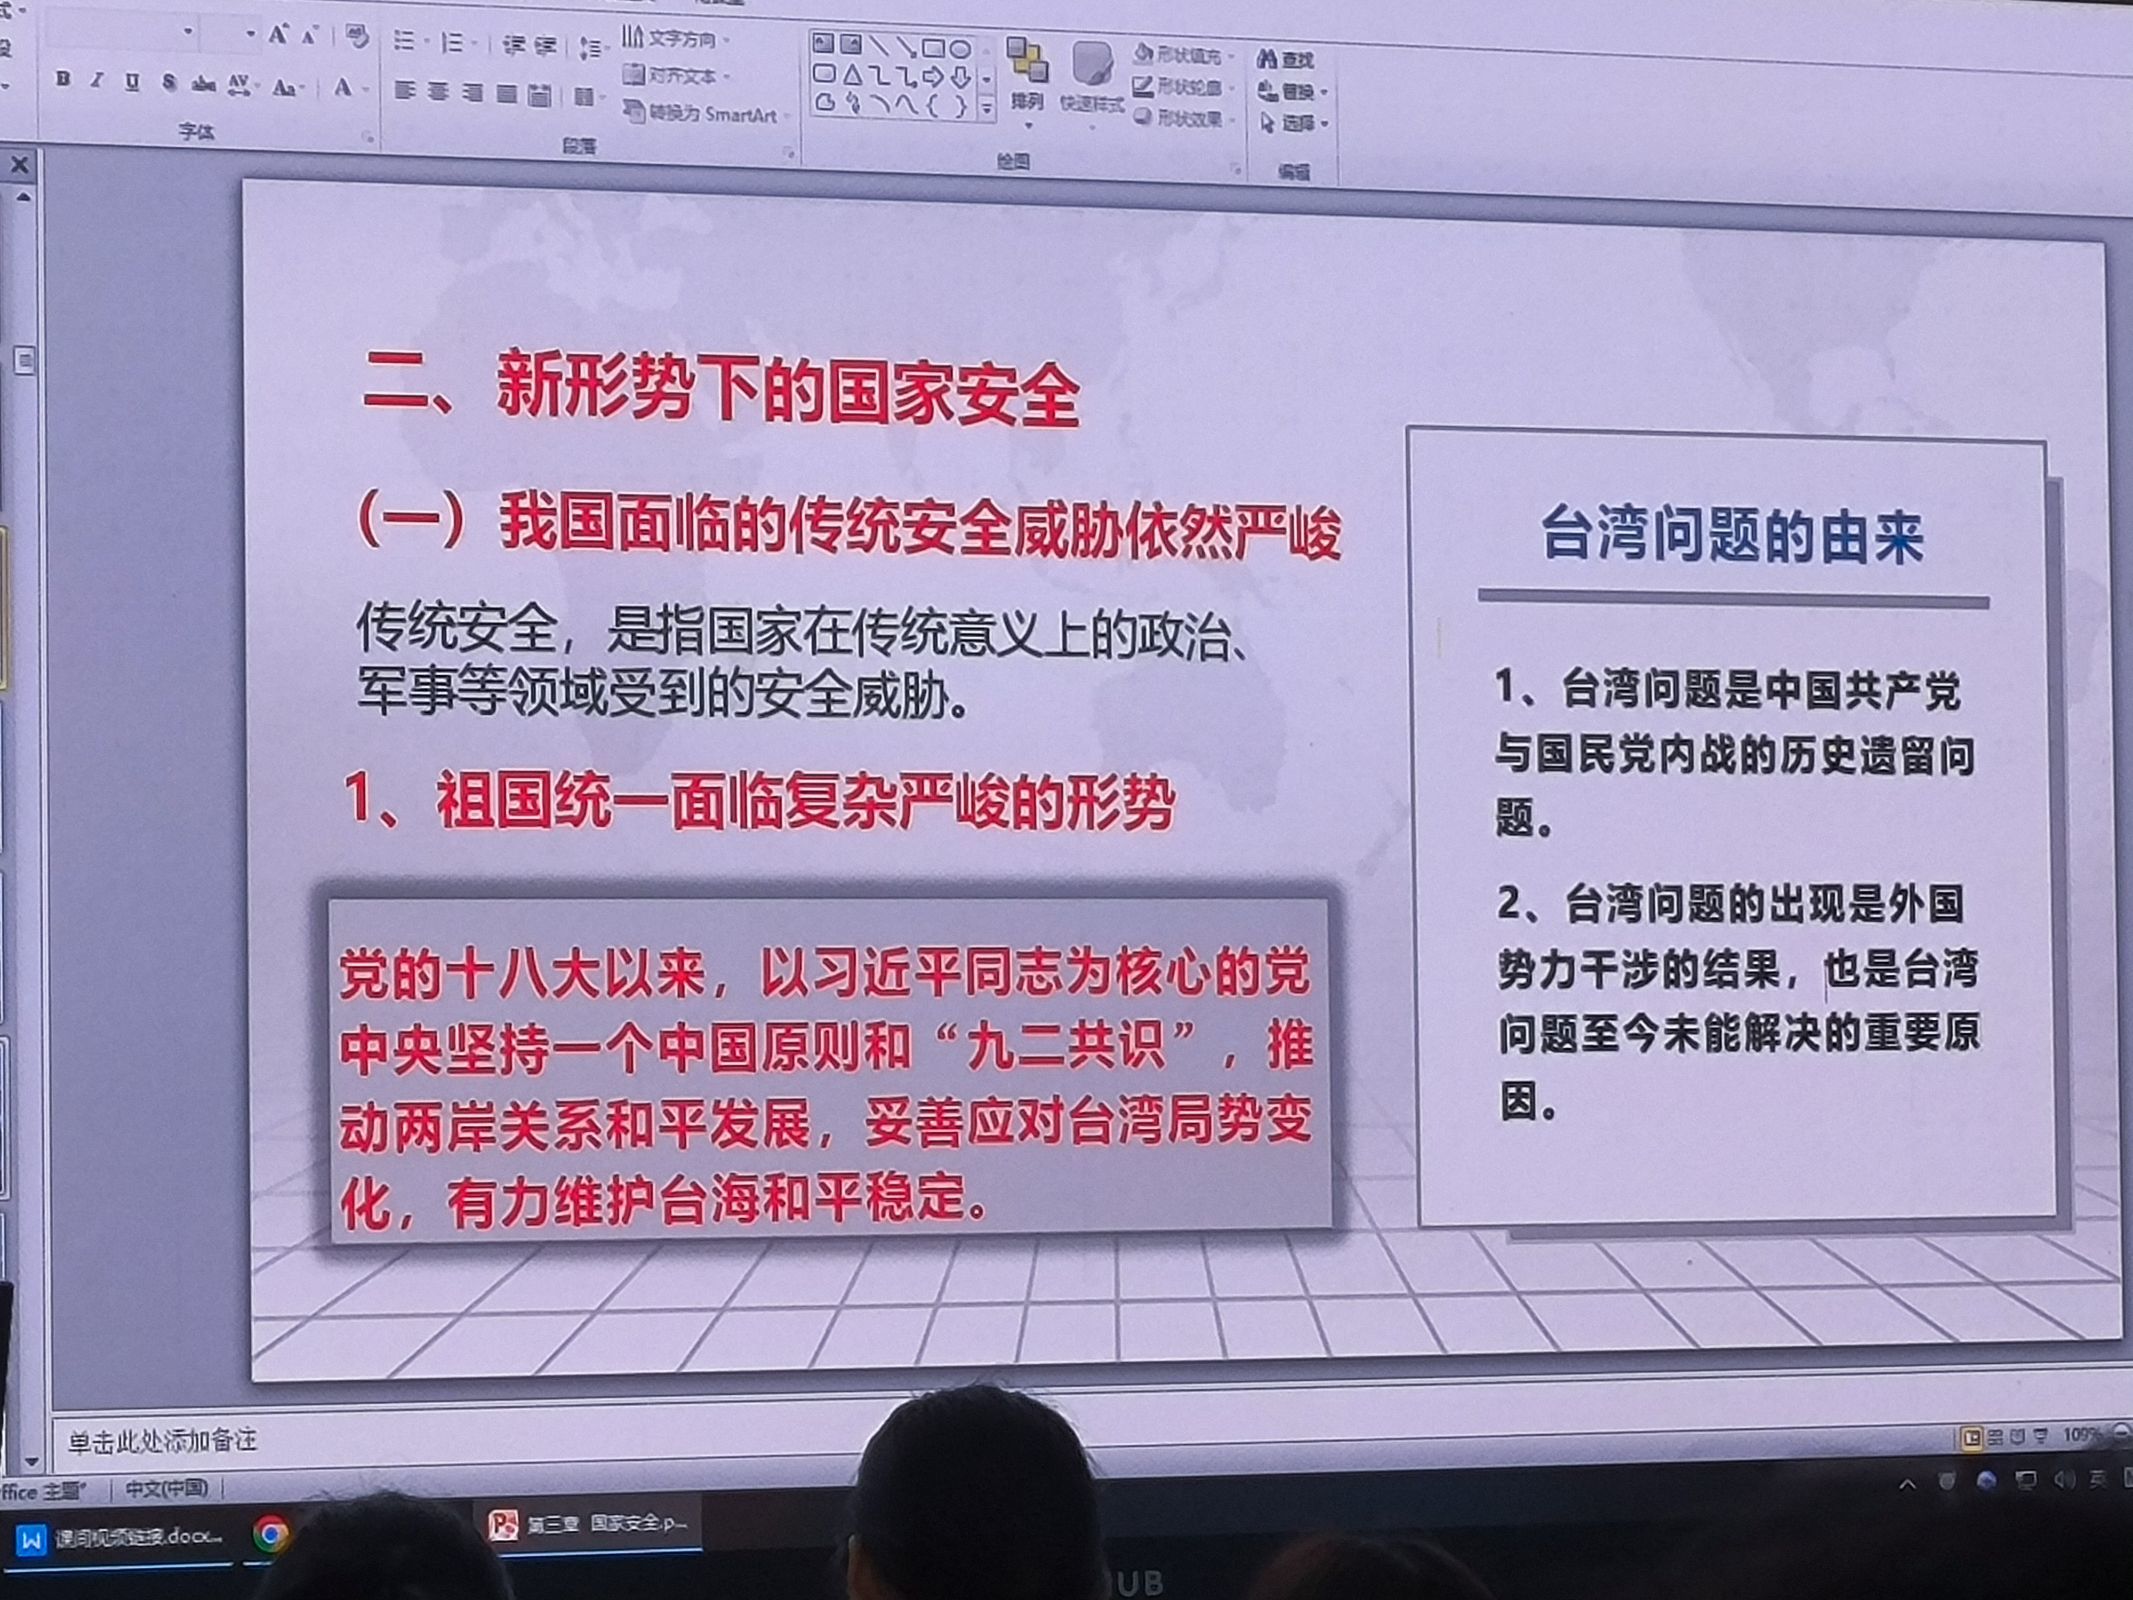 文字方向
对齐文本
转换为 SmartArt
字体
段落
排列
快速样式
形状填充
形状轮廓
形状效果
绘图
查找
替换
选择
编辑
二、新形势下的国家安全
（一）我国面临的传统安全威胁依然严峻
传统安全，是指国家在传统意义上的政治、
军事等领域受到的安全威胁。
1、祖国统一面临复杂严峻的形势
党的十八大以来，以习近平同志为核心的党
中央坚持一个中国原则和“九二共识”，推
动两岸关系和平发展，妥善应对台湾局势变
化，有力维护台海和平稳定。
台湾问题的由来
1、台湾问题是中国共产党
与国民党内战的历史遗留问
题。
2、台湾问题的出现是外国
势力干涉的结果，也是台湾
问题至今未能解决的重要原
因。
单击此处添加备注
ffice 主题"
中文(中国)
109%
课间视频链接.docx...
第三章 国家安全.p...
英
UB